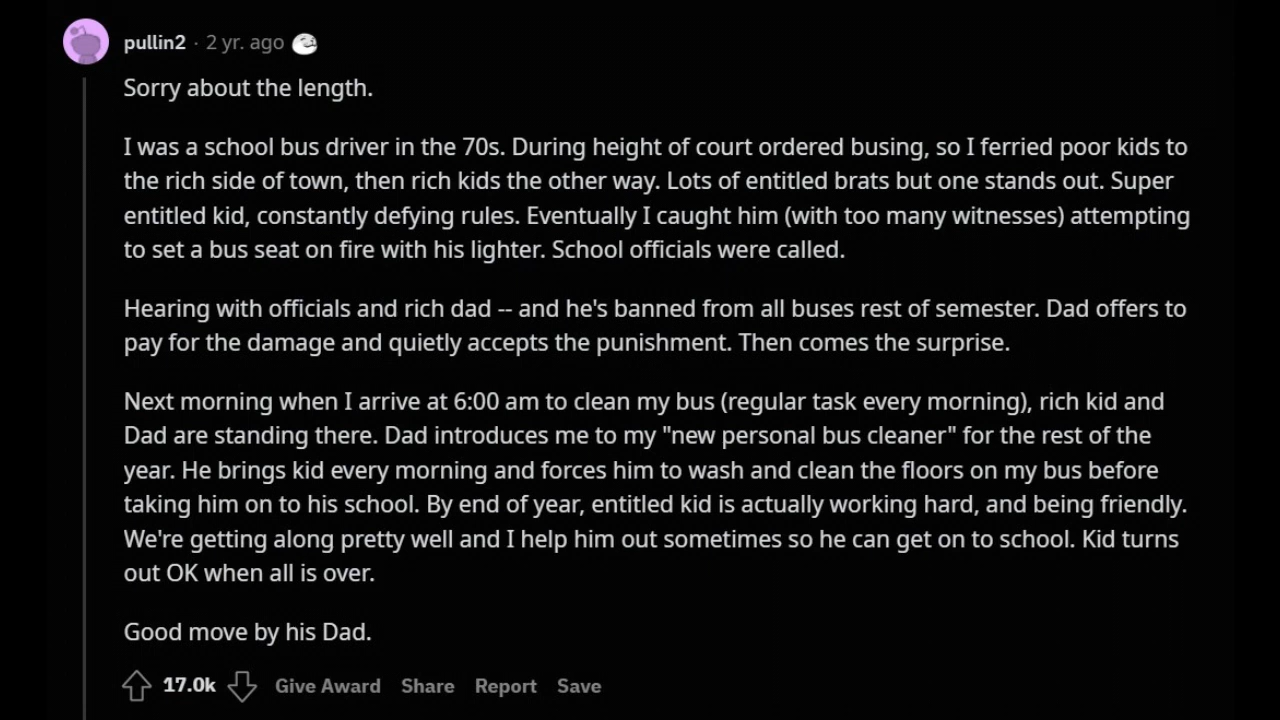 pullin2 · 2 yr. ago
Sorry about the length.
I was a school bus driver in the 70s. During height of court ordered busing, so I ferried poor kids to
the rich side of town, then rich kids the other way. Lots of entitled brats but one stands out. Super
entitled kid, constantly defying rules. Eventually I caught him (with too many witnesses) attempting
to set a bus seat on fire with his lighter. School officials were called.
Hearing with officials and rich dad -- and he's banned from all buses rest of semester. Dad offers to
pay for the damage and quietly accepts the punishment. Then comes the surprise.
Next morning when I arrive at 6:00 am to clean my bus (regular task every morning), rich kid and
Dad are standing there. Dad introduces me to my "new personal bus cleaner" for the rest of the
year. He brings kid every morning and forces him to wash and clean the floors on my bus before
taking him on to his school. By end of year, entitled kid is actually working hard, and being friendly.
We're getting along pretty well and I help him out sometimes so he can get on to school. Kid turns
out OK when all is over.
Good move by his Dad.
17.0k Give Award Share Report Save